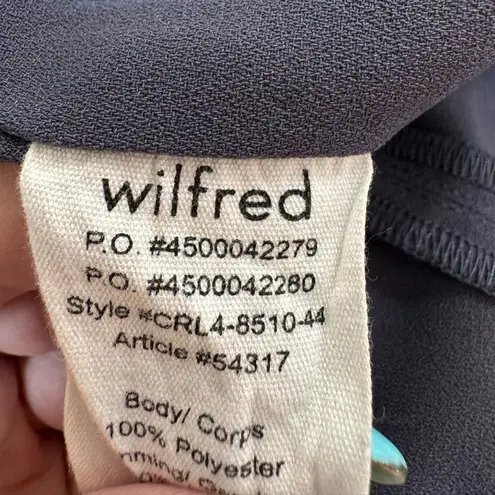 wilfred
P.O. #4500042279
P.O. #4500042280
Style #CRL4-8510-44
Article #54317
Body/ Corps
100% Polyester